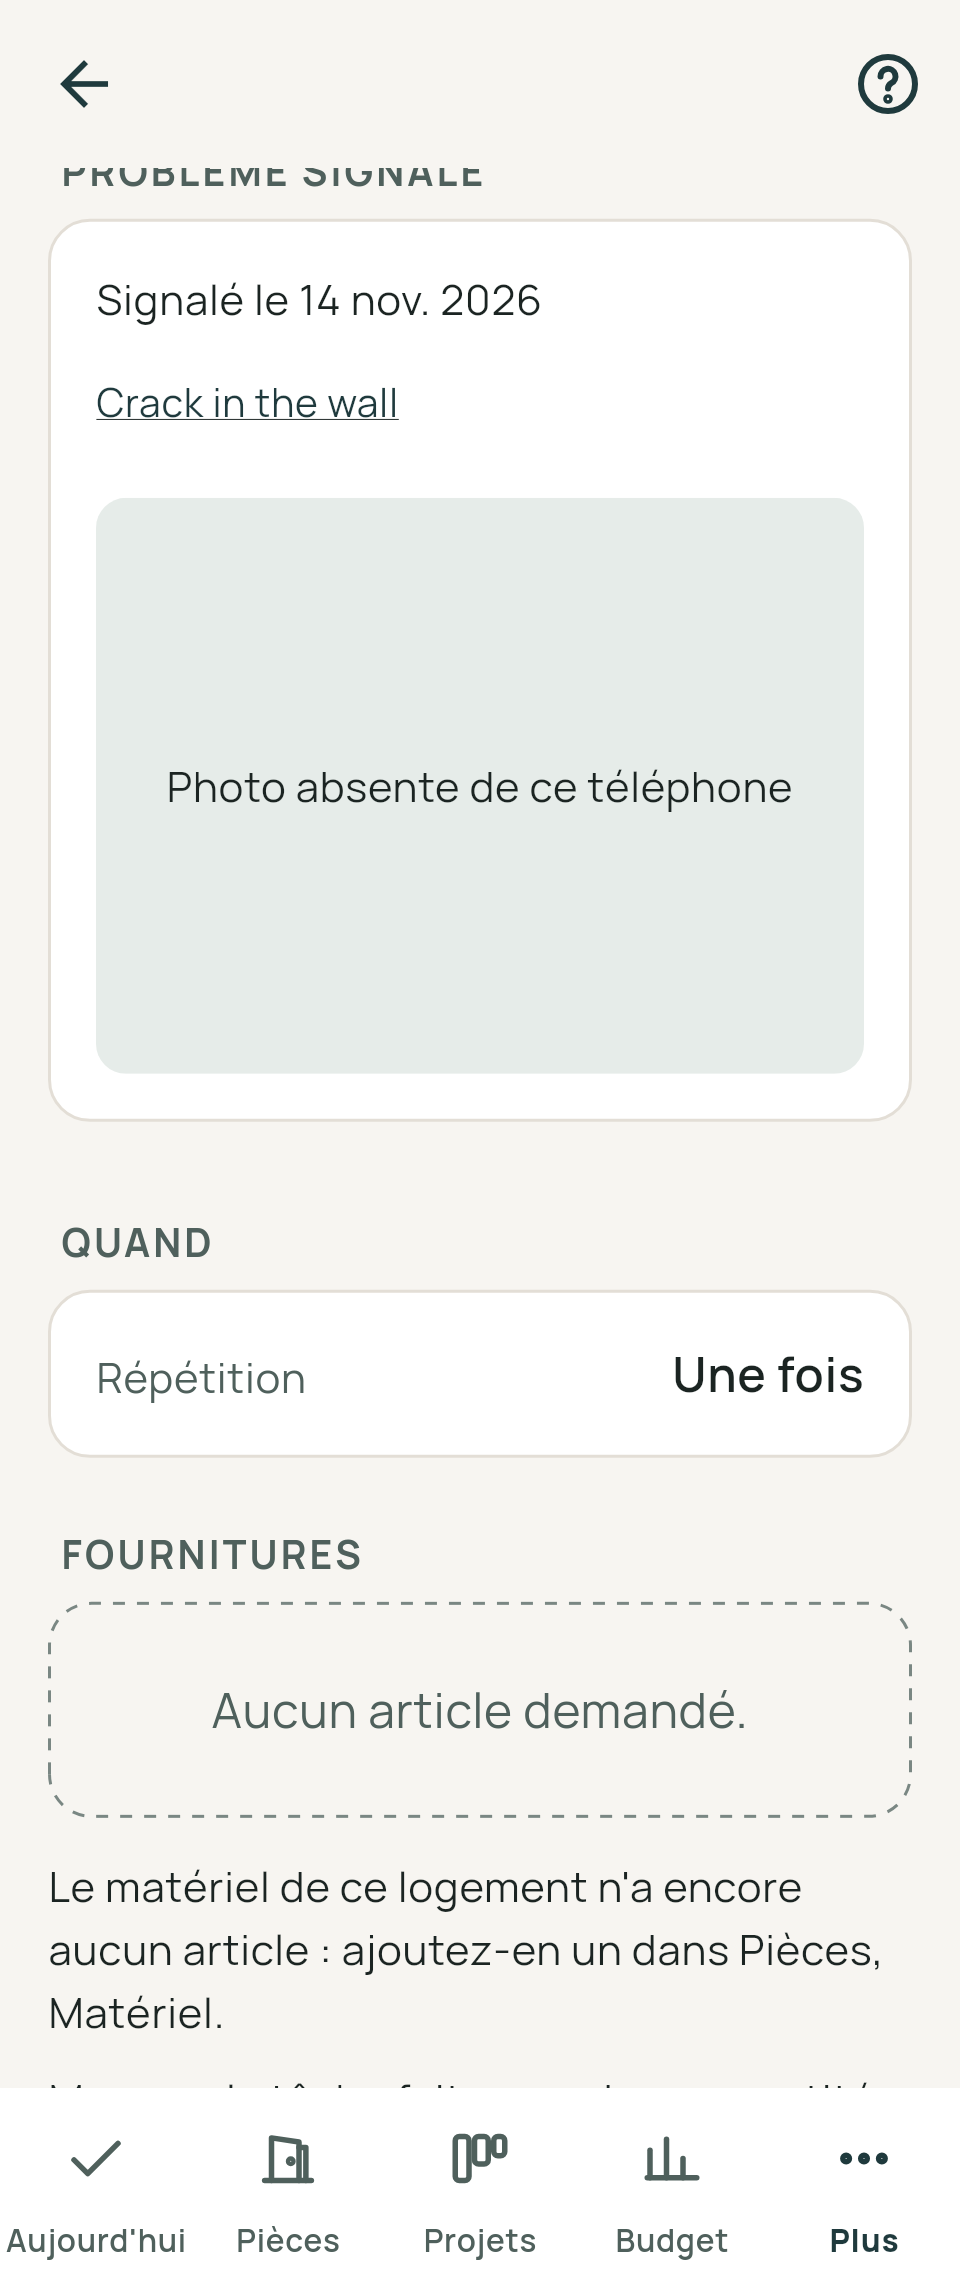 PROBLÈME SIGNALÉ
Signalé le 14 nov. 2026
Crack in the wall
Photo absente de ce téléphone
QUAND
Répétition
Une fois
FOURNITURES
Aucun article demandé.
Le matériel de ce logement n'a encore
aucun article : ajoutez-en un dans Pièces,
Matériel.
Aujourd'hui
Pièces
Projets
Budget
Plus